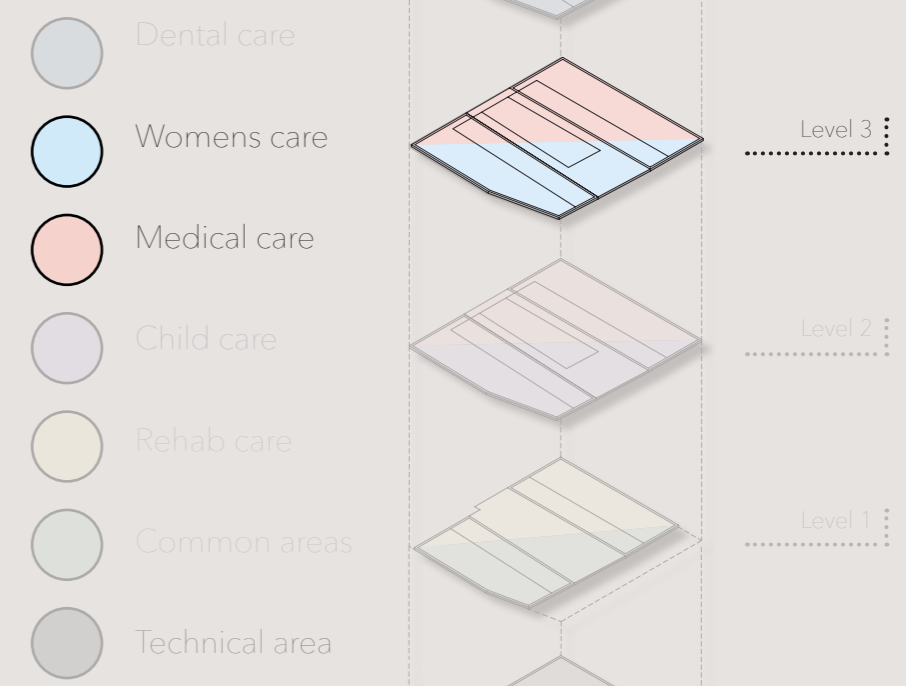 Dental care
Womens care
Medical care
Child care
Rehab care
Common areas
Technical area
Level 3
Level 2
Level 1